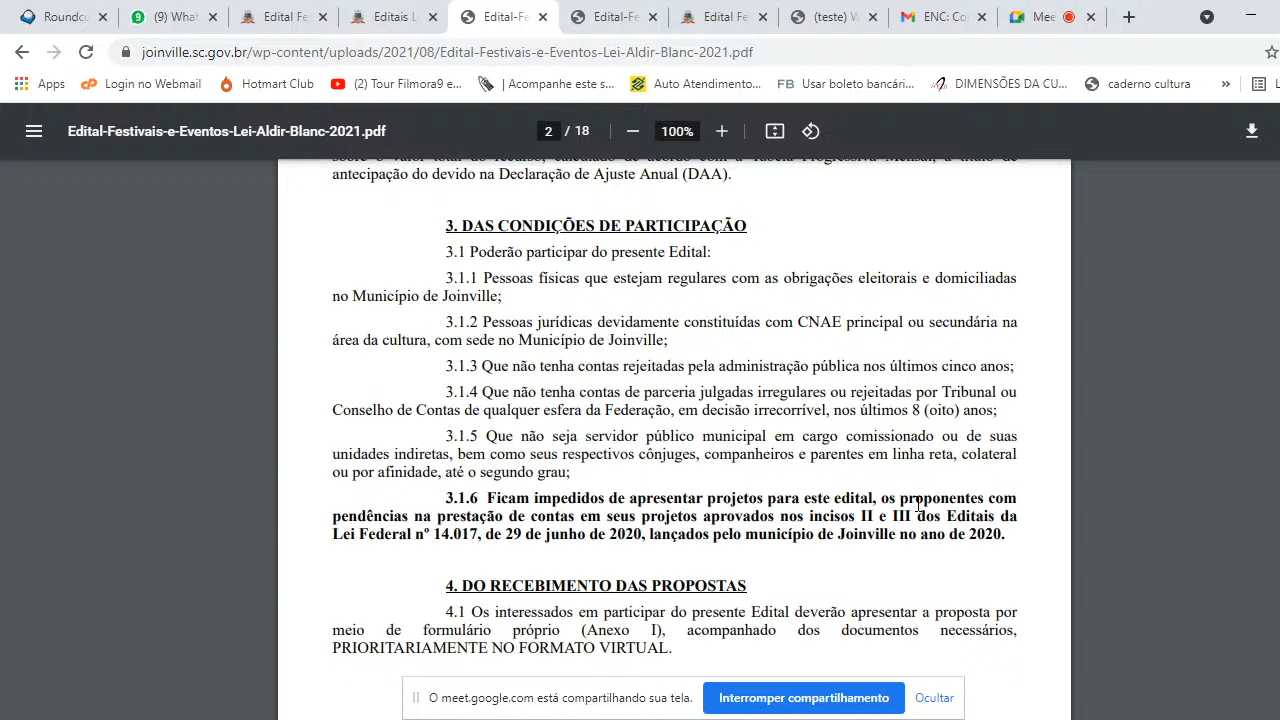 Roundcu
(9) What
Edital Fe
Editais L
Edital-Fe
Edital-Fe
Edital Fe
(teste) W
ENC: Co
Mee
joinville.sc.gov.br/wp-content/uploads/2021/08/Edital-Festivais-e-Eventos-Lei-Aldir-Blanc-2021.pdf
Apps
Login no Webmail
Hotmart Club
(2) Tour Filmora9 e...
| Acompanhe este s...
Auto Atendimento...
FB Usar boleto bancári...
DIMENSÕES DA CU...
caderno cultura
»
Edital-Festivais-e-Eventos-Lei-Aldir-Blanc-2021.pdf
2 / 18
100%
sobre o valor total do recurso, calculado de acordo com a Tabela Progressiva Mensal, a título de
antecipação do devido na Declaração de Ajuste Anual (DAA).
3. DAS CONDIÇÕES DE PARTICIPAÇÃO
3.1 Poderão participar do presente Edital:
3.1.1 Pessoas físicas que estejam regulares com as obrigações eleitorais e domiciliadas
no Município de Joinville;
3.1.2 Pessoas jurídicas devidamente constituídas com CNAE principal ou secundária na
área da cultura, com sede no Município de Joinville;
3.1.3 Que não tenha contas rejeitadas pela administração pública nos últimos cinco anos;
3.1.4 Que não tenha contas de parceria julgadas irregulares ou rejeitadas por Tribunal ou
Conselho de Contas de qualquer esfera da Federação, em decisão irrecorrível, nos últimos 8 (oito) anos;
3.1.5 Que não seja servidor público municipal em cargo comissionado ou de suas
unidades indiretas, bem como seus respectivos cônjuges, companheiros e parentes em linha reta, colateral
ou por afinidade, até o segundo grau;
3.1.6 Ficam impedidos de apresentar projetos para este edital, os proponentes com
pendências na prestação de contas em seus projetos aprovados nos incisos II e III dos Editais da
Lei Federal nº 14.017, de 29 de junho de 2020, lançados pelo município de Joinville no ano de 2020.
4. DO RECEBIMENTO DAS PROPOSTAS
4.1 Os interessados em participar do presente Edital deverão apresentar a proposta por
meio de formulário próprio (Anexo I), acompanhado dos documentos necessários,
PRIORITARIAMENTE NO FORMATO VIRTUAL.
O meet.google.com está compartilhando sua tela.
Interromper compartilhamento
Ocultar